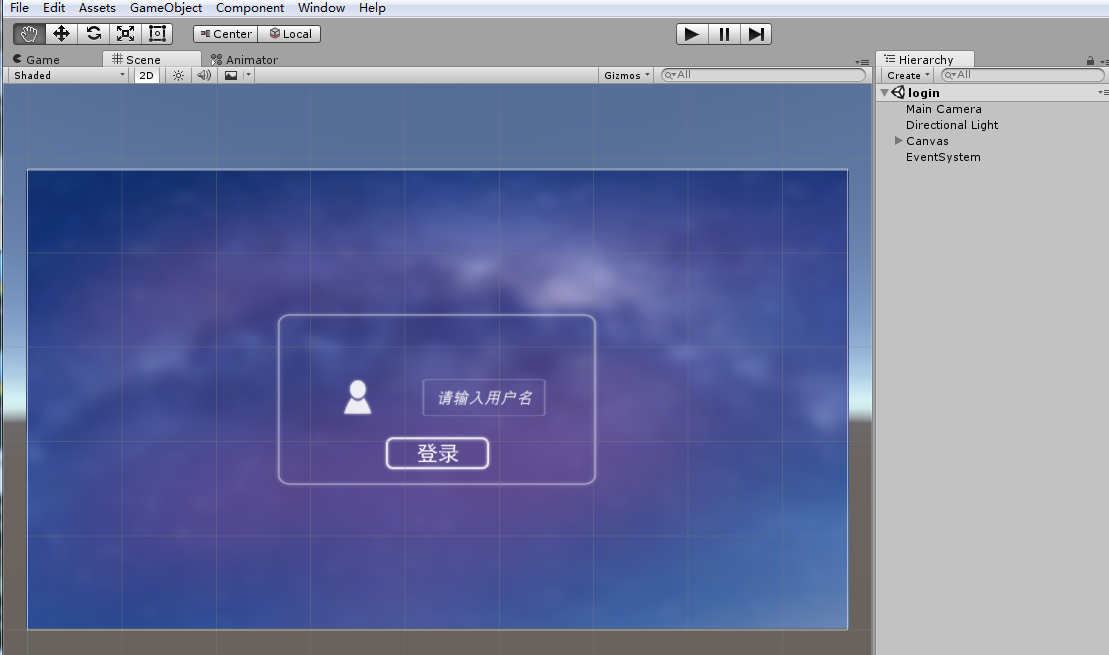 File Edit Assets GameObject Component Window Help
Center Local
Game Scene Animator
Hierarchy
Shaded 2D Gizmos All
Create All
login
Main Camera
Directional Light
Canvas
EventSystem
请输入用户名
登录